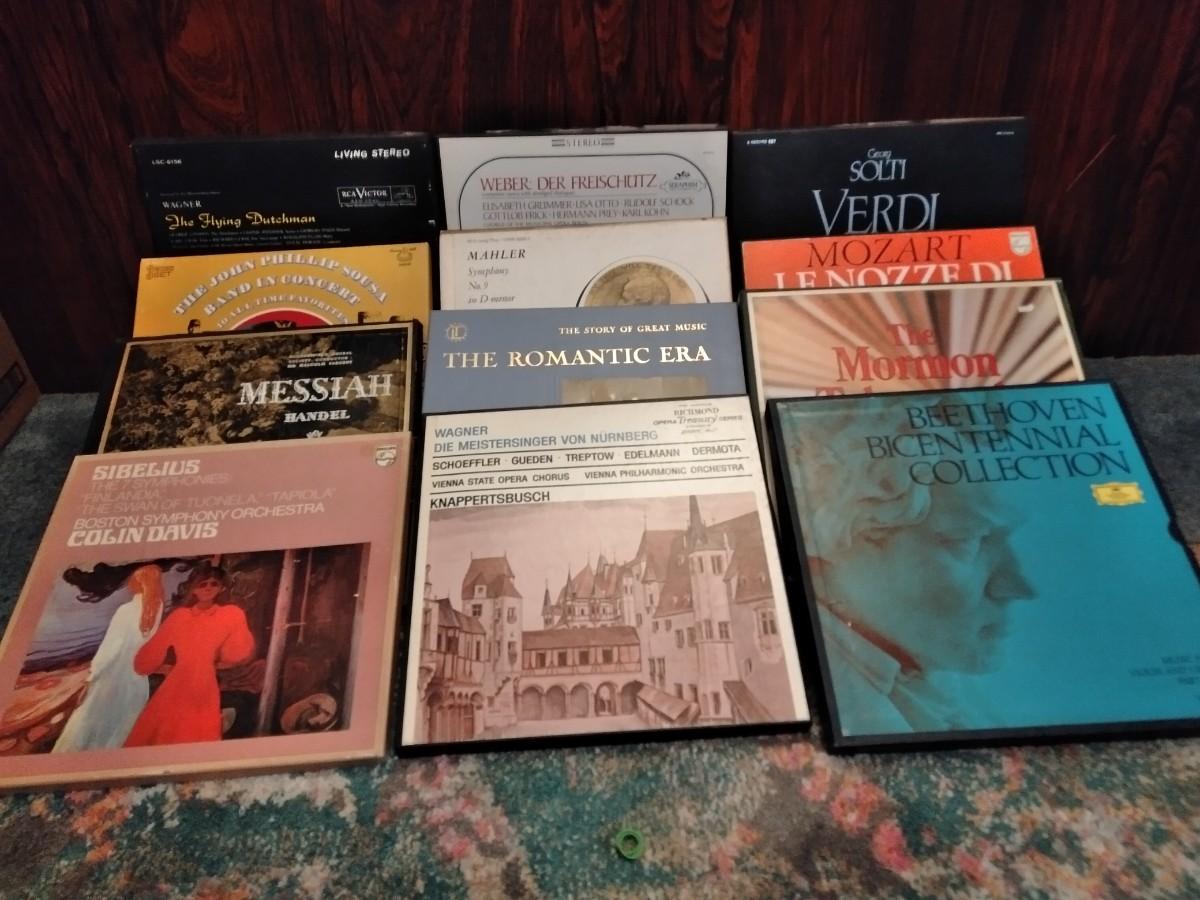 LSC-6156
LIVING STEREO
RCA VICTOR
WAGNER
The Flying Dutchman
STEREO
WEBER: DER FREISCHÜTZ
SERAPHIM
ELISABETH GRÜMMER · LISA OTTO · RUDOLF SCHOCK
GOTTLOB FRICK · HERMANN PREY · KARL KOHN
Georg
SOLTI
VERDI
THE JOHN PHILLIP SOUSA
BAND IN CONCERT
ALL TIME FAVORITES
MAHLER
Symphony
No. 9
in D minor
MOZART
LE NOZZE DI
MESSIAH
HANDEL
THE STORY OF GREAT MUSIC
THE ROMANTIC ERA
The
Mormon
SIBELIUS
SYMPHONIES
"FINLANDIA,"
"THE SWAN OF TUONELA," "TAPIOLA"
BOSTON SYMPHONY ORCHESTRA
COLIN DAVIS
RICHMOND
OPERA Treasury SERIES
WAGNER
DIE MEISTERSINGER VON NÜRNBERG
SCHOEFFLER · GUEDEN · TREPTOW · EDELMANN · DERMOTA
VIENNA STATE OPERA CHORUS VIENNA PHILHARMONIC ORCHESTRA
KNAPPERTSBUSCH
BEETHOVEN
BICENTENNIAL
COLLECTION